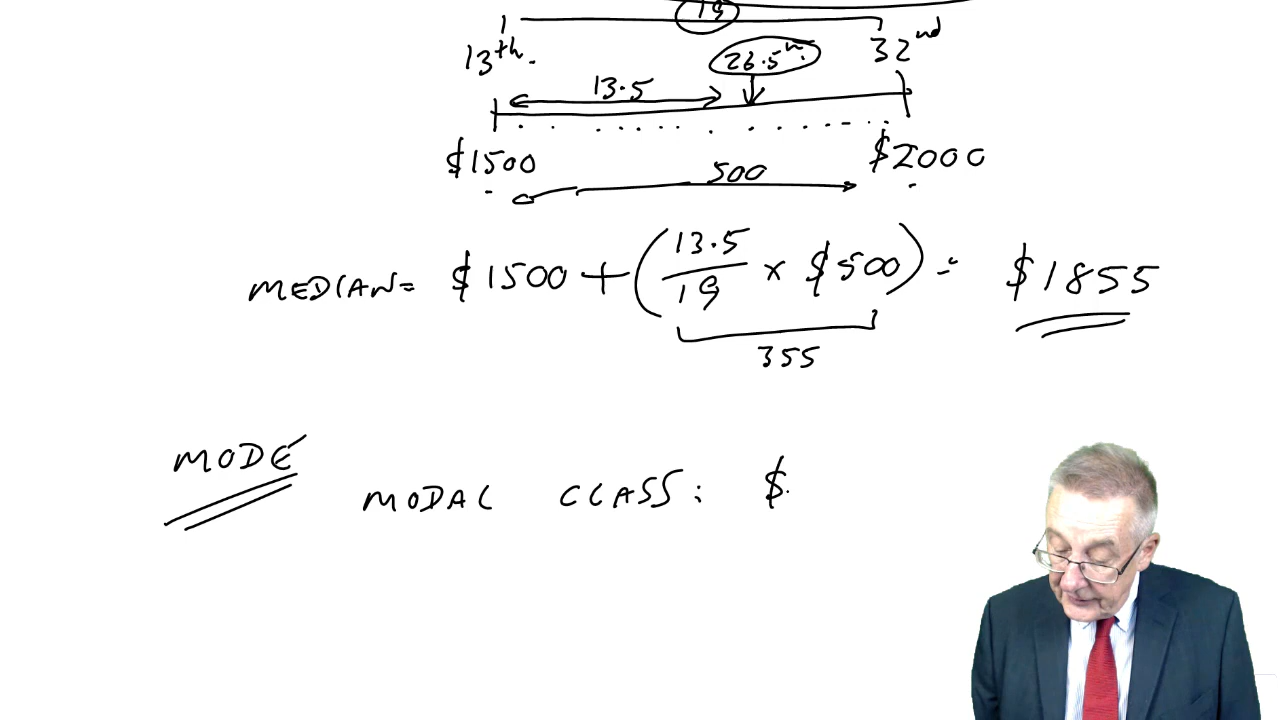 19
13th. 26.5th. 32nd
13.5
$1500 $2000
500
MEDIAN= $1500 + (13.5/19 × $500) = $1855
355
MODE
MODAL CLASS: $